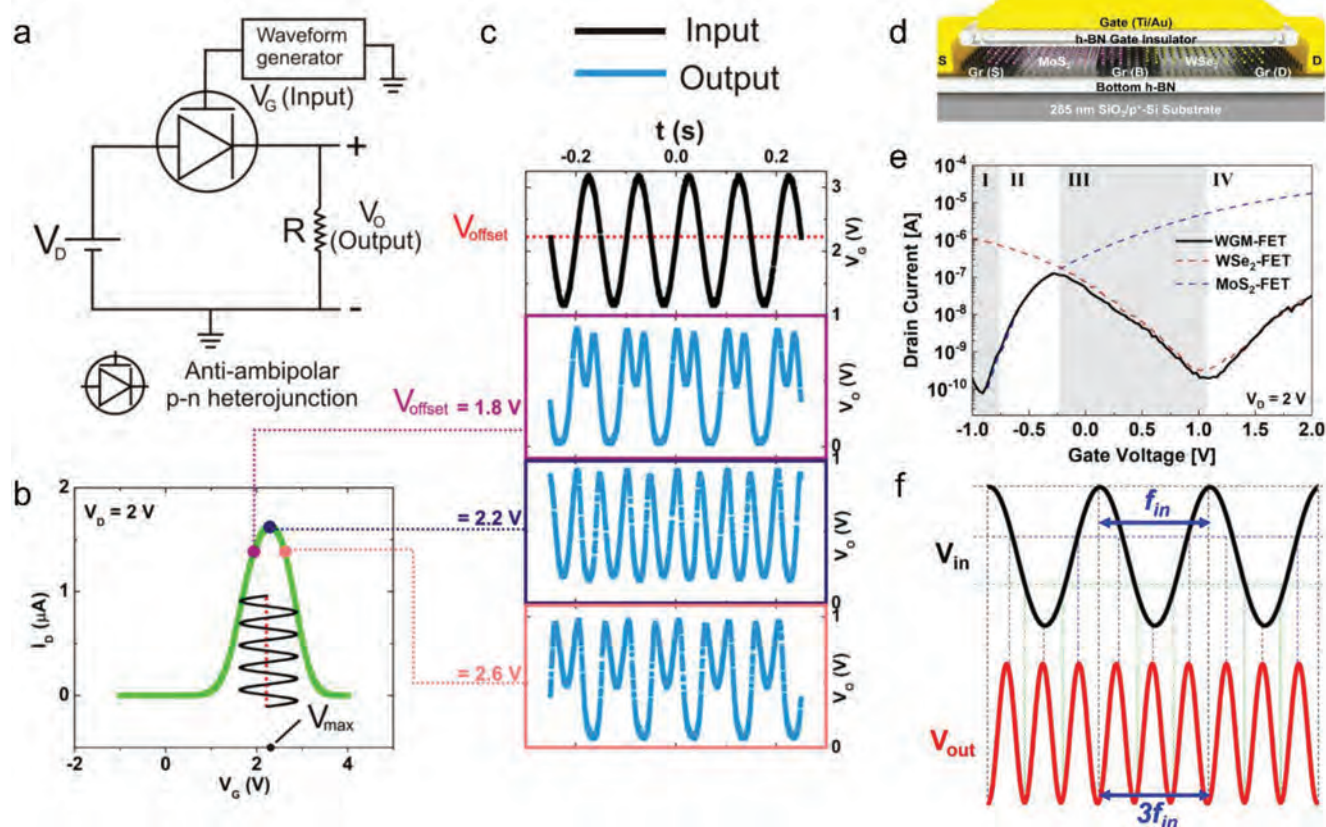 a
Waveform
generator
V_G (Input)
+
V_D
R
V_O
(Output)
-
Anti-ambipolar
p-n heterojunction
b
V_D = 2 V
2
1
0
I_D (μA)
V_max
-2
0
2
4
V_G (V)
c
Input
Output
t (s)
-0.2
0.0
0.2
V_offset
3
2
1
V_G (V)
V_offset = 1.8 V
V_O (V)
0
= 2.2 V
1
V_O (V)
0
= 2.6 V
1
V_O (V)
0
d
Gate (Ti/Au)
h-BN Gate Insulator
S
MoS₂
WSe₂
D
Gr (S)
Gr (B)
Gr (D)
Bottom h-BN
285 nm SiO₂/p⁺-Si Substrate
e
10⁻⁴
10⁻⁵
10⁻⁶
10⁻⁷
10⁻⁸
10⁻⁹
10⁻¹⁰
Drain Current [A]
I
II
III
IV
WGM-FET
WSe₂-FET
MoS₂-FET
V_D = 2 V
-1.0
-0.5
0.0
0.5
1.0
1.5
2.0
Gate Voltage [V]
f
f_in
V_in
V_out
3f_in